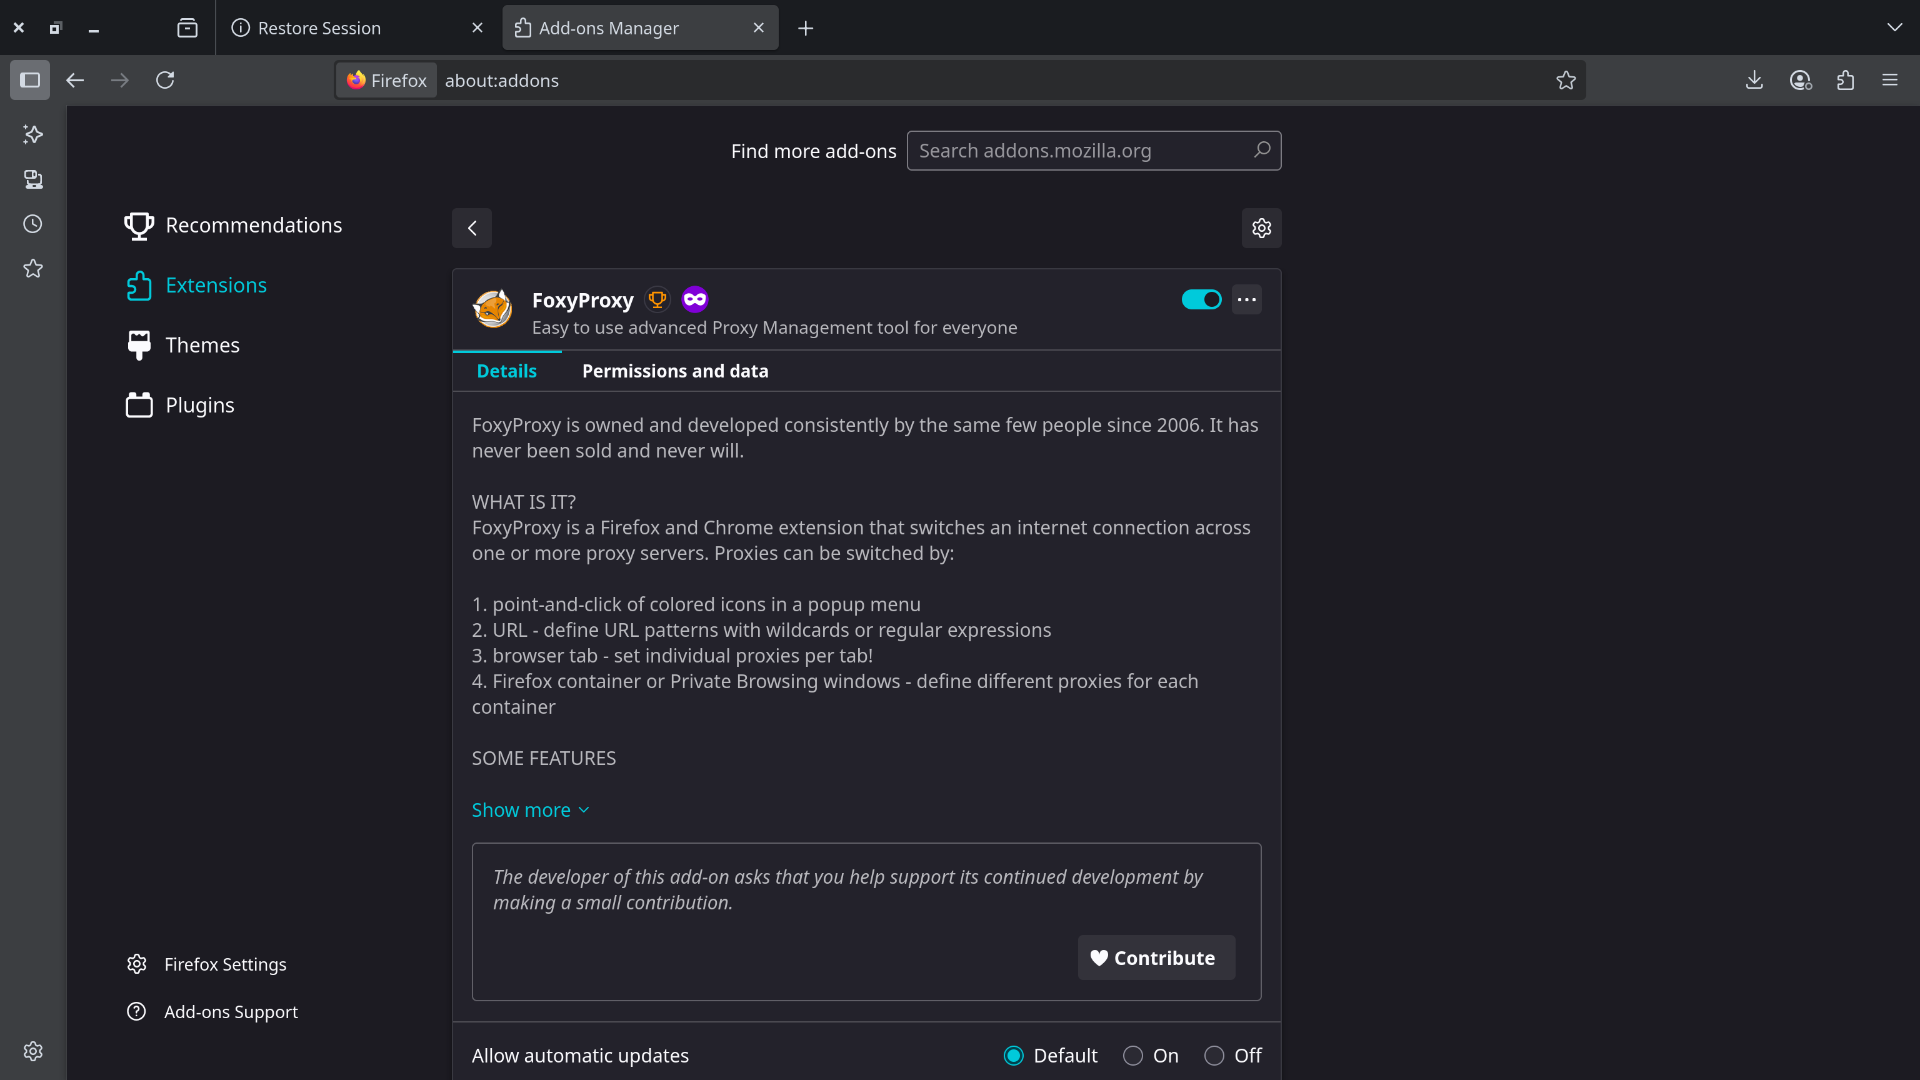 Restore Session
Add-ons Manager
Firefox
about:addons
Find more add-ons
Search addons.mozilla.org
Recommendations
Extensions
Themes
Plugins
FoxyProxy
Easy to use advanced Proxy Management tool for everyone
Details
Permissions and data
FoxyProxy is owned and developed consistently by the same few people since 2006. It has
never been sold and never will.
WHAT IS IT?
FoxyProxy is a Firefox and Chrome extension that switches an internet connection across
one or more proxy servers. Proxies can be switched by:
1. point-and-click of colored icons in a popup menu
2. URL - define URL patterns with wildcards or regular expressions
3. browser tab - set individual proxies per tab!
4. Firefox container or Private Browsing windows - define different proxies for each
container
SOME FEATURES
Show more
The developer of this add-on asks that you help support its continued development by
making a small contribution.
Contribute
Firefox Settings
Add-ons Support
Allow automatic updates
Default
On
Off